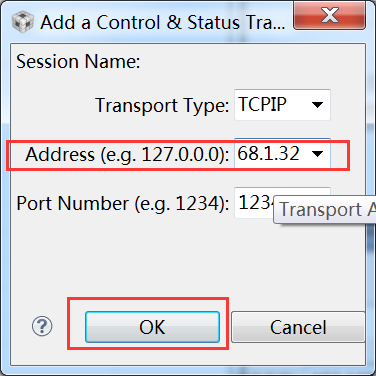 Add a Control & Status Tra...
Session Name:
Transport Type: TCPIP
Address (e.g. 127.0.0.0): 68.1.32
Port Number (e.g. 1234): 1234
Transport A
? OK Cancel